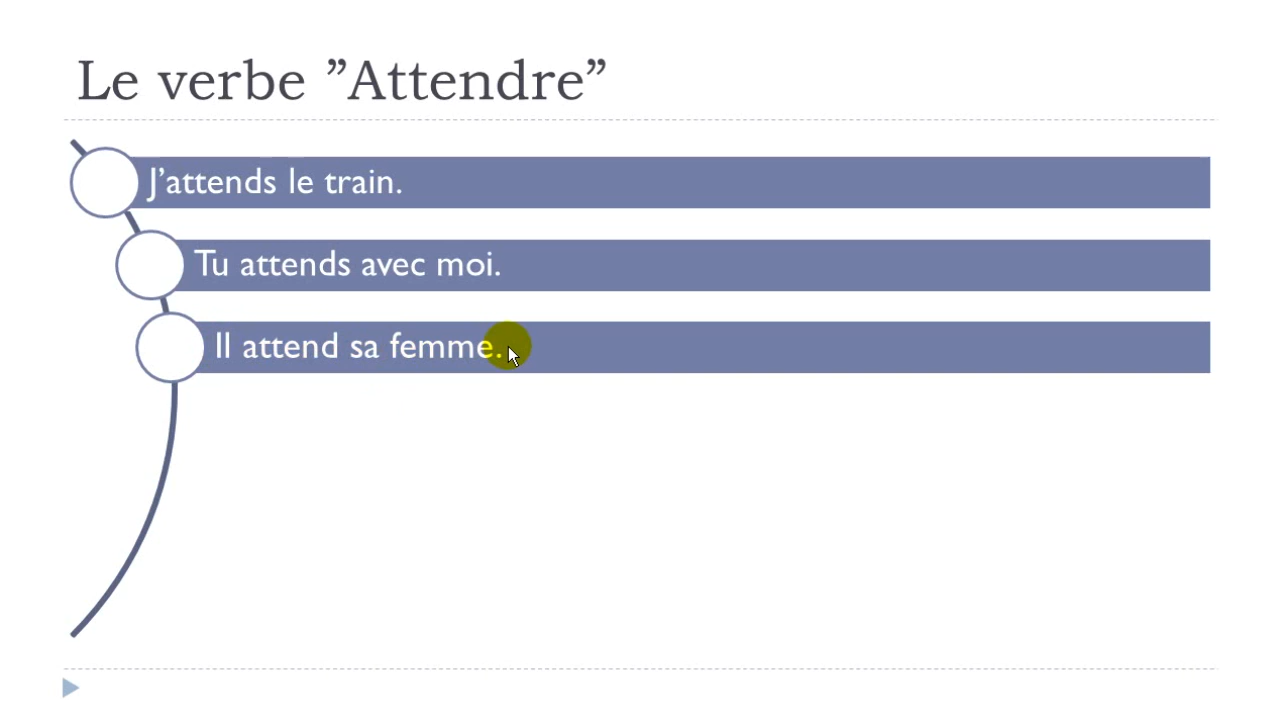 Le verbe ”Attendre”
J’attends le train.
Tu attends avec moi.
Il attend sa femme.